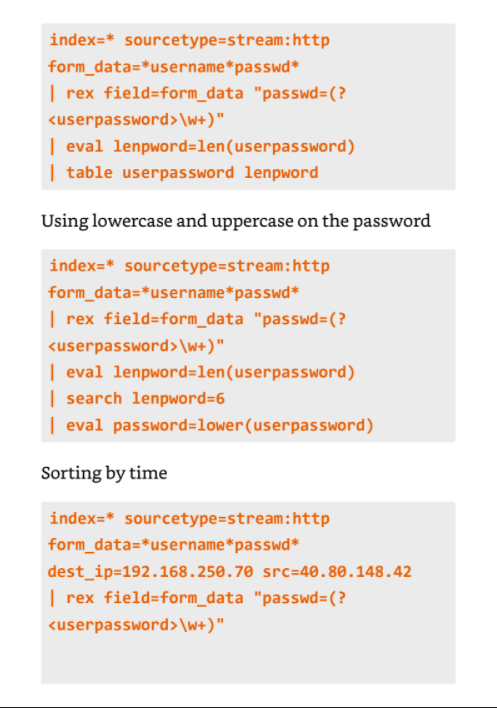 index=* sourcetype=stream:http
form_data=*username*passwd*
| rex field=form_data "passwd=(?
<userpassword>\w+)"
| eval lenpword=len(userpassword)
| table userpassword lenpword
Using lowercase and uppercase on the password
index=* sourcetype=stream:http
form_data=*username*passwd*
| rex field=form_data "passwd=(?
<userpassword>\w+)"
| eval lenpword=len(userpassword)
| search lenpword=6
| eval password=lower(userpassword)
Sorting by time
index=* sourcetype=stream:http
form_data=*username*passwd*
dest_ip=192.168.250.70 src=40.80.148.42
| rex field=form_data "passwd=(?
<userpassword>\w+)"